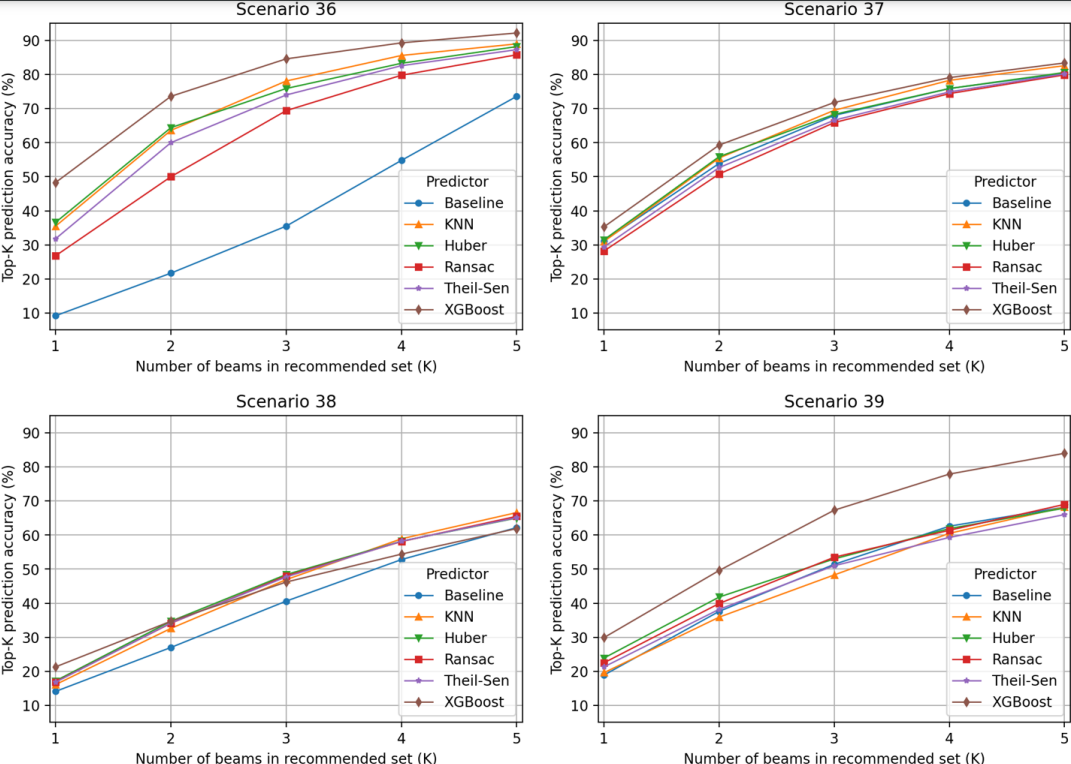 Scenario 36
90
80
70
60
50
40
30
20
10
Top-K prediction accuracy (%)
Predictor
Baseline
KNN
Huber
Ransac
Theil-Sen
XGBoost
1 2 3 4 5
Number of beams in recommended set (K)
Scenario 37
90
80
70
60
50
40
30
20
10
Top-K prediction accuracy (%)
Predictor
Baseline
KNN
Huber
Ransac
Theil-Sen
XGBoost
1 2 3 4 5
Number of beams in recommended set (K)
Scenario 38
90
80
70
60
50
40
30
20
10
Top-K prediction accuracy (%)
Predictor
Baseline
KNN
Huber
Ransac
Theil-Sen
XGBoost
1 2 3 4 5
Number of beams in recommended set (K)
Scenario 39
90
80
70
60
50
40
30
20
10
Top-K prediction accuracy (%)
Predictor
Baseline
KNN
Huber
Ransac
Theil-Sen
XGBoost
1 2 3 4 5
Number of beams in recommended set (K)